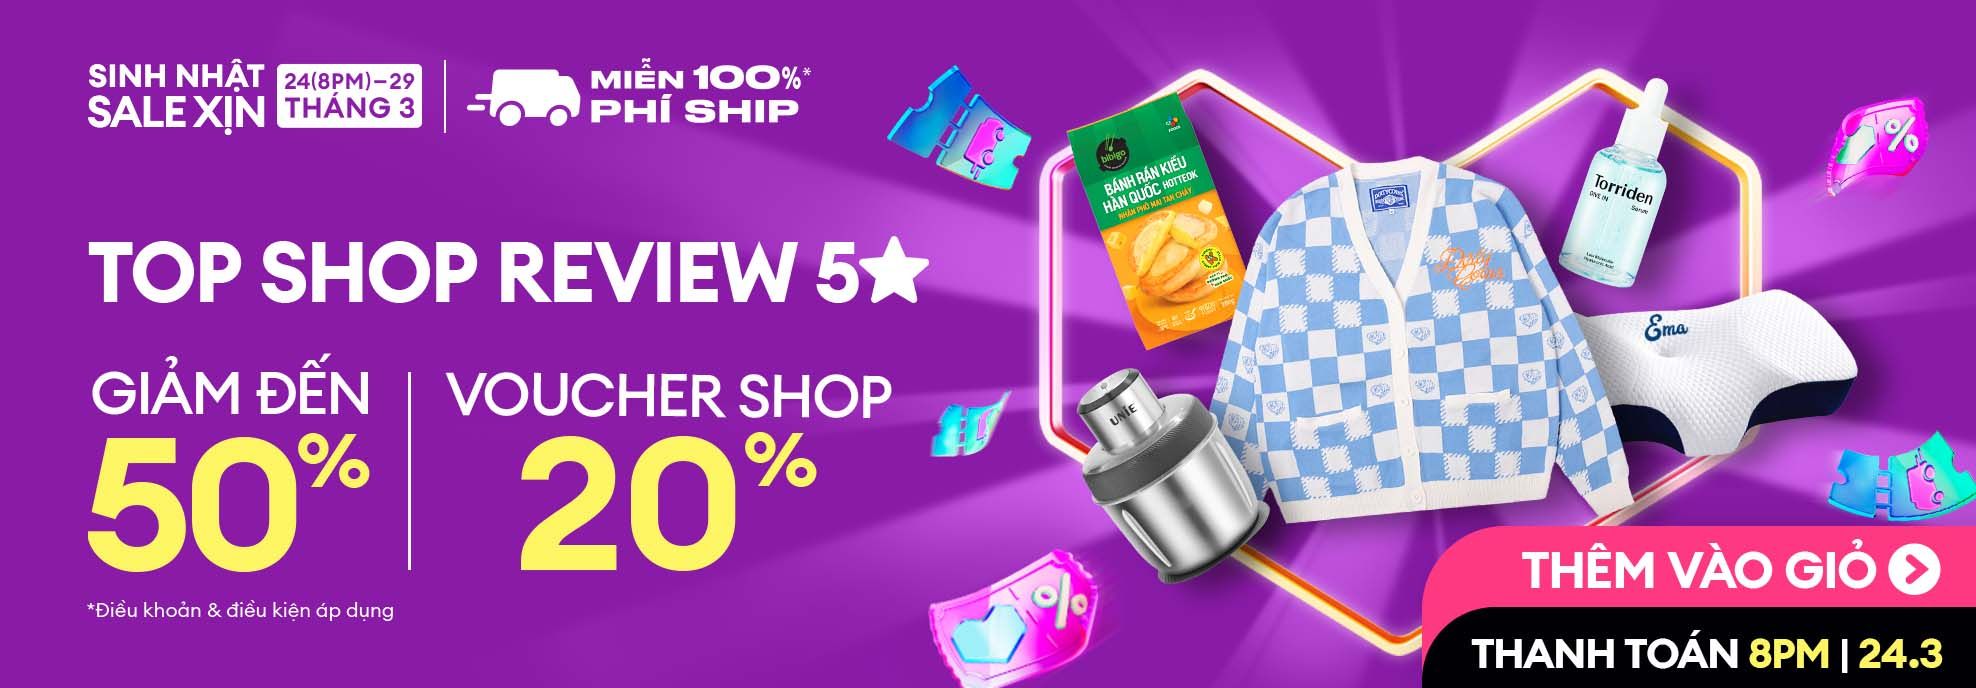 SINH NHẬT
SALE XỊN
24(8PM)–29
THÁNG 3
MIỄN 100%*
PHÍ SHIP
TOP SHOP REVIEW 5
GIẢM ĐẾN
50%
VOUCHER SHOP
20%
*Điều khoản & điều kiện áp dụng
bibigo
BÁNH RÁN KIỂU
HÀN QUỐC HOTTEOK
NHÂN PHÔ MAI TAN CHẢY
UNIE
Torriden
DIVE IN
Serum
Ema
%
%
THÊM VÀO GIỎ
THANH TOÁN 8PM | 24.3